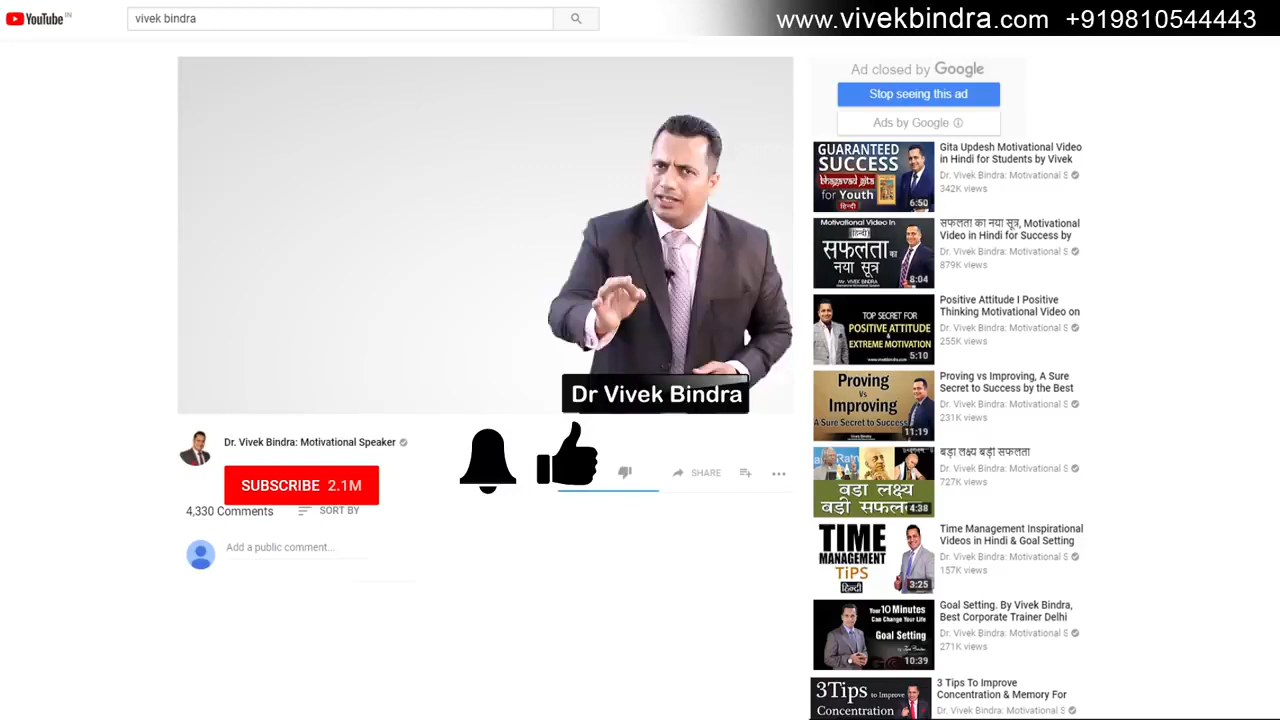 YouTube IN
vivek bindra
www.vivekbindra.com +919810544443
Dr Vivek Bindra
Dr. Vivek Bindra: Motivational Speaker
SUBSCRIBE 2.1M
SHARE
4,330 Comments
SORT BY
Add a public comment...
Ad closed by Google
Stop seeing this ad
Ads by Google
GUARANTEED
SUCCESS
bhagavad gita
for Youth
हिन्दी
6:50
Gita Updesh Motivational Video
in Hindi for Students by Vivek
Dr. Vivek Bindra: Motivational S
342K views
Motivational Video In
हिन्दी
सफलता का
नया सूत्र
8:04
सफलता का नया सूत्र, Motivational
Video in Hindi for Success by
Dr. Vivek Bindra: Motivational S
879K views
TOP SECRET FOR
POSITIVE ATTITUDE
&
EXTREME MOTIVATION
www.vivekbindra.com
5:10
Positive Attitude I Positive
Thinking Motivational Video on
Dr. Vivek Bindra: Motivational S
255K views
Proving
Vs
Improving
A Sure Secret to Success
11:19
Proving vs Improving, A Sure
Secret to Success by the Best
Dr. Vivek Bindra: Motivational S
231K views
वडा लक्ष्य
वडी सफल
4:38
बड़ा लक्ष्य बड़ी सफलता
Dr. Vivek Bindra: Motivational S
727K views
TIME
MANAGEMENT
TiPS
हिन्दी
3:25
Time Management Inspirational
Videos in Hindi & Goal Setting
Dr. Vivek Bindra: Motivational S
157K views
Your 10 Minutes
Can Change Your Life
Goal Setting
10:39
Goal Setting. By Vivek Bindra,
Best Corporate Trainer Delhi
Dr. Vivek Bindra: Motivational S
271K views
3Tips to Improve
Concentration
3 Tips To Improve
Concentration & Memory For
Dr. Vivek Bindra: Motivational S